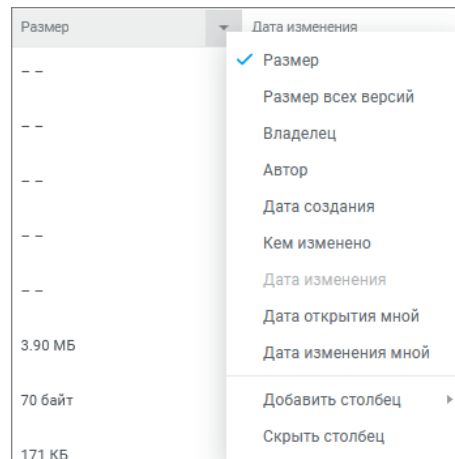 Размер
Дата изменения
– –
– –
– –
– –
– –
3.90 МБ
70 байт
171 КБ
Размер
Размер всех версий
Владелец
Автор
Дата создания
Кем изменено
Дата изменения
Дата открытия мной
Дата изменения мной
Добавить столбец
Скрыть столбец